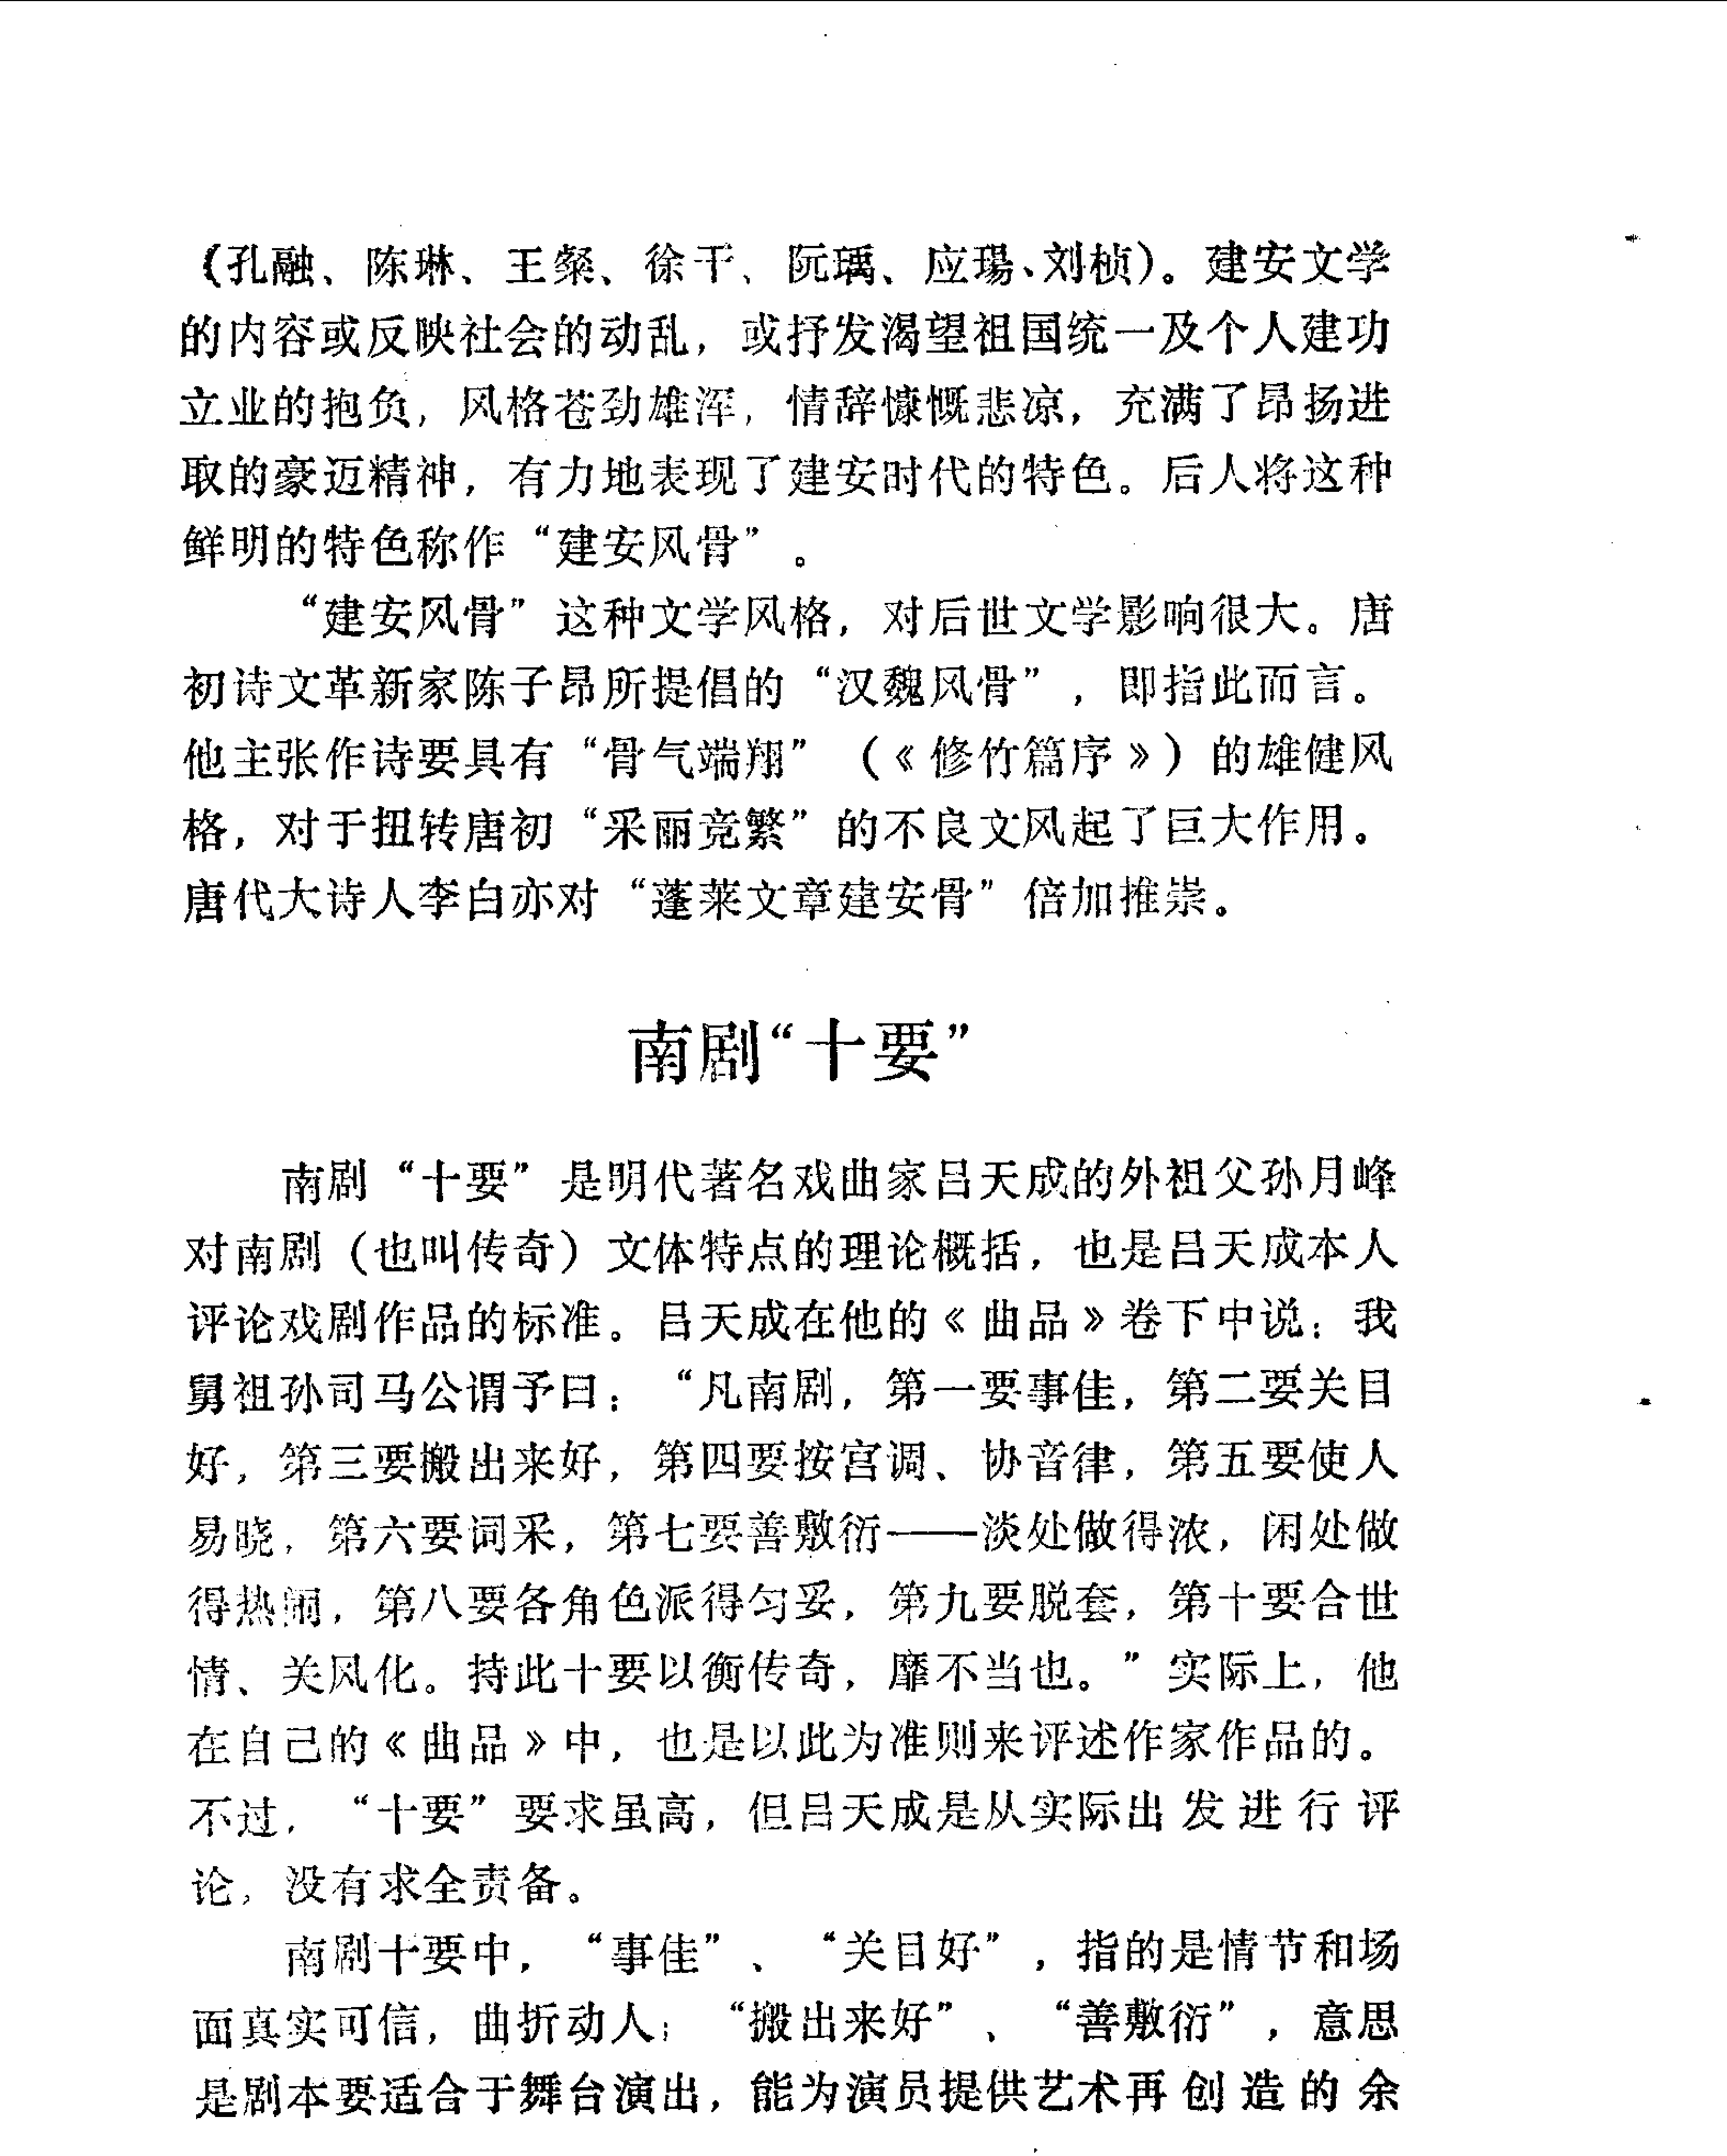 （孔融、陈琳、王粲、徐干、阮瑀、应瑒、刘桢）。建安文学
的内容或反映社会的动乱，或抒发渴望祖国统一及个人建功
立业的抱负，风格苍劲雄浑，情辞慷慨悲凉，充满了昂扬进
取的豪迈精神，有力地表现了建安时代的特色。后人将这种
鲜明的特色称作“建安风骨”。
“建安风骨”这种文学风格，对后世文学影响很大。唐
初诗文革新家陈子昂所提倡的“汉魏风骨”，即指此而言。
他主张作诗要具有“骨气端翔”（《修竹篇序》）的雄健风
格，对于扭转唐初“采丽竞繁”的不良文风起了巨大作用。
唐代大诗人李白亦对“蓬莱文章建安骨”倍加推崇。
南剧“十要”
南剧“十要”是明代著名戏曲家吕天成的外祖父孙月峰
对南剧（也叫传奇）文体特点的理论概括，也是吕天成本人
评论戏剧作品的标准。吕天成在他的《曲品》卷下中说：我
舅祖孙司马公谓予曰：“凡南剧，第一要事佳，第二要关目
好，第三要搬出来好，第四要按宫调、协音律，第五要使人
易晓，第六要词采，第七要善敷衍——淡处做得浓，闲处做
得热闹，第八要各角色派得匀妥，第九要脱套，第十要合世
情、关风化。持此十要以衡传奇，靡不当也。”实际上，他
在自己的《曲品》中，也是以此为准则来评述作家作品的。
不过，“十要”要求虽高，但吕天成是从实际出发进行评
论，没有求全责备。
南剧十要中，“事佳”、“关目好”，指的是情节和场
面真实可信，曲折动人；“搬出来好”、“善敷衍”，意思
是剧本要适合于舞台演出，能为演员提供艺术再创造的余